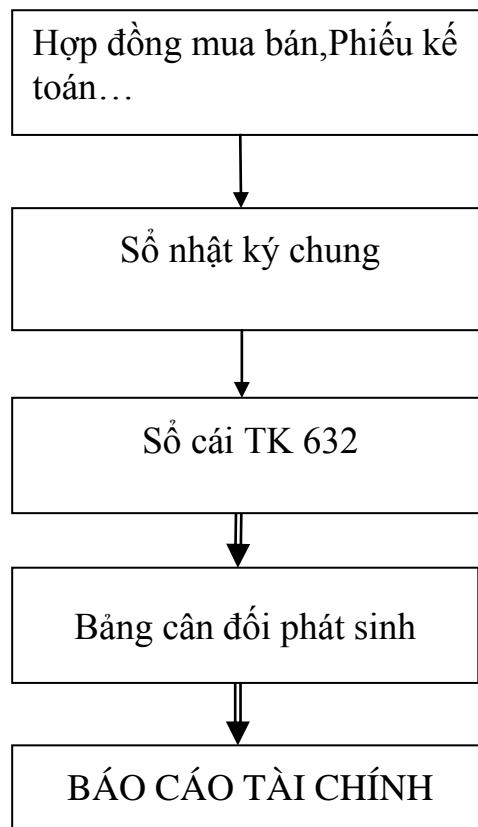 Hợp đồng mua bán,Phiếu kế
toán…
Sổ nhật ký chung
Sổ cái TK 632
Bảng cân đối phát sinh
BÁO CÁO TÀI CHÍNH